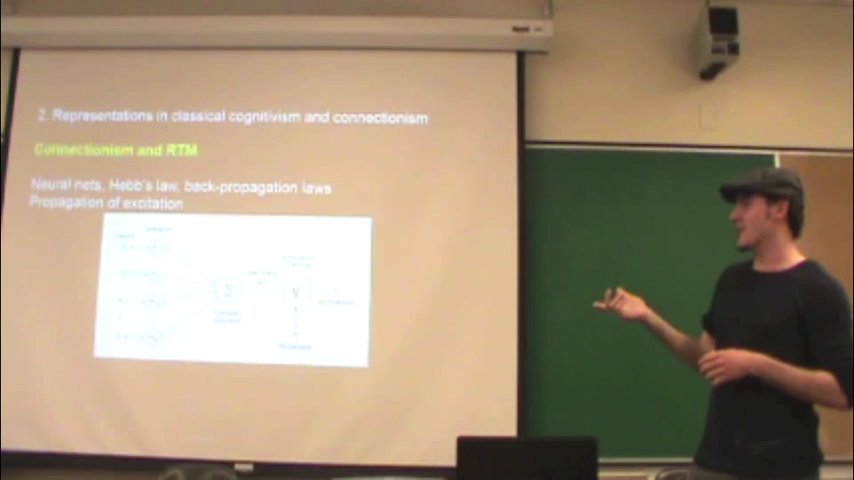 2. Representations in classical cognitivism and connectionism
Connectionism and RTM
Neural nets, Hebb's law, back-propagation laws
Propagation of excitation